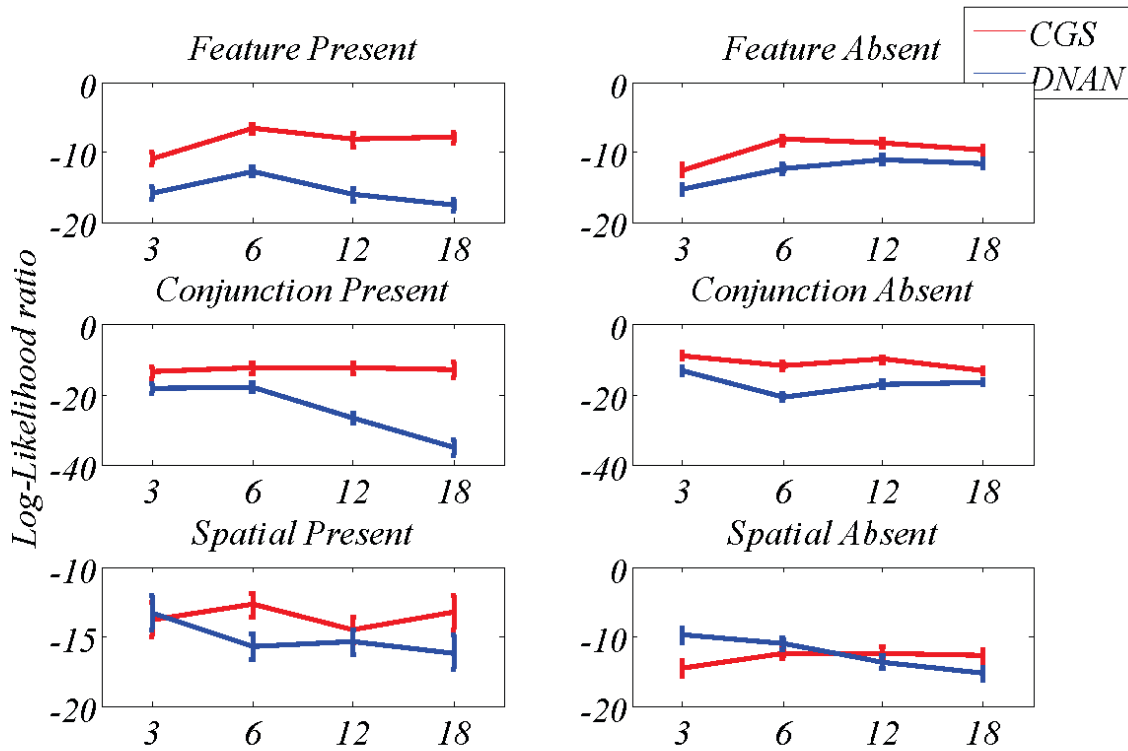 Feature Present
Feature Absent
CGS
DNAN
0
-10
-20
3 6 12 18
0
-10
-20
3 6 12 18
Log-Likelihood ratio
Conjunction Present
0
-20
-40
3 6 12 18
Conjunction Absent
0
-20
-40
3 6 12 18
Spatial Present
-10
-15
-20
3 6 12 18
Spatial Absent
0
-10
-20
3 6 12 18